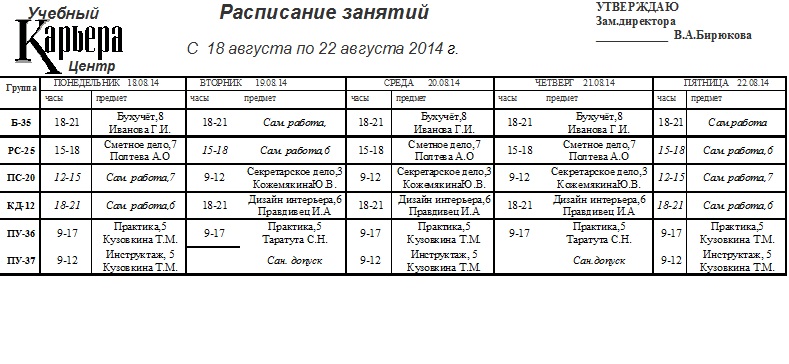 Учебный
Карьера
Центр
Расписание занятий
С 18 августа по 22 августа 2014 г.
УТВЕРЖДАЮ
Зам.директора
____________ В.А.Бирюкова
Группа ПОНЕДЕЛЬНИК 18.08.14 ВТОРНИК 19.08.14 СРЕДА 20.08.14 ЧЕТВЕРГ 21.08.14 ПЯТНИЦА 22.08.14
часы предмет часы предмет часы предмет часы предмет часы предмет
Б-35 18-21 Бухучёт,8 18-21 Сам. работа, 18-21 Бухучёт,8 18-21 Бухучёт,8 18-21 Сам.работа
Иванова Г.И. Иванова Г.И. Иванова Г.И.
РС-25 15-18 Сметное дело,7 15-18 Сам. работа,6 15-18 Сметное дело,7 15-18 Сметное дело,7 15-18 Сам. работа,6
Полтева А.О Полтева А.О Полтева А.О
ПС-20 12-15 Сам. работа,7 9-12 Секретарское дело,3 9-12 Секретарское дело,3 9-12 Секретарское дело,3 12-15 Сам. работа,7
КожемякинаЮ.В. КожемякинаЮ.В. КожемякинаЮ.В.
КД-12 18-21 Сам. работа,6 18-21 Дизайн интерьера,6 18-21 Дизайн интерьера,6 18-21 Дизайн интерьера,6 18-21 Сам. работа,6
Правдивец И.А Правдивец И.А Правдивец И.А
ПУ-36 9-17 Практика,5 9-17 Практика,5 9-17 Практика,5 9-17 Практика,5 9-17 Практика,5
Кузовкина Т.М. Таратута С.Н. Кузовкина Т.М. Таратута С.Н. Кузовкина Т.М.
ПУ-37 9-12 Инструктаж, 5 Сан. допуск 9-12 Инструктаж, 5 Сан.допуск 9-12 Инструктаж, 5
Кузовкина Т.М. Кузовкина Т.М. Кузовкина Т.М.